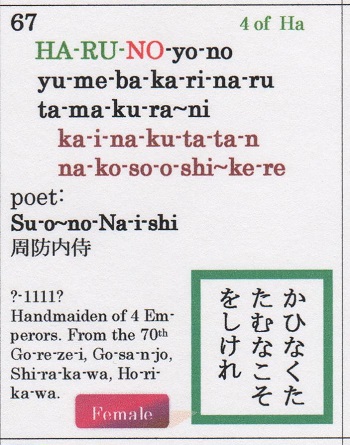 67
4 of Ha
HA-RU-NO-yo-no
yu-me-ba-ka-ri-na-ru
ta-ma-ku-ra~ni
ka-i-na-ku-ta-ta-n
na-ko-so-o-shi-ke-re
poet:
Su-o~no-Na-i-shi
周防内侍
?-1111?
Handmaiden of 4 Em-
perors. From the 70th
Go-re-ze-i, Go-sa-n-jo,
Shi-ra-ka-wa, Ho-ri-
ka-wa.
Female
かひなくた
たむなこそ
をしけれ